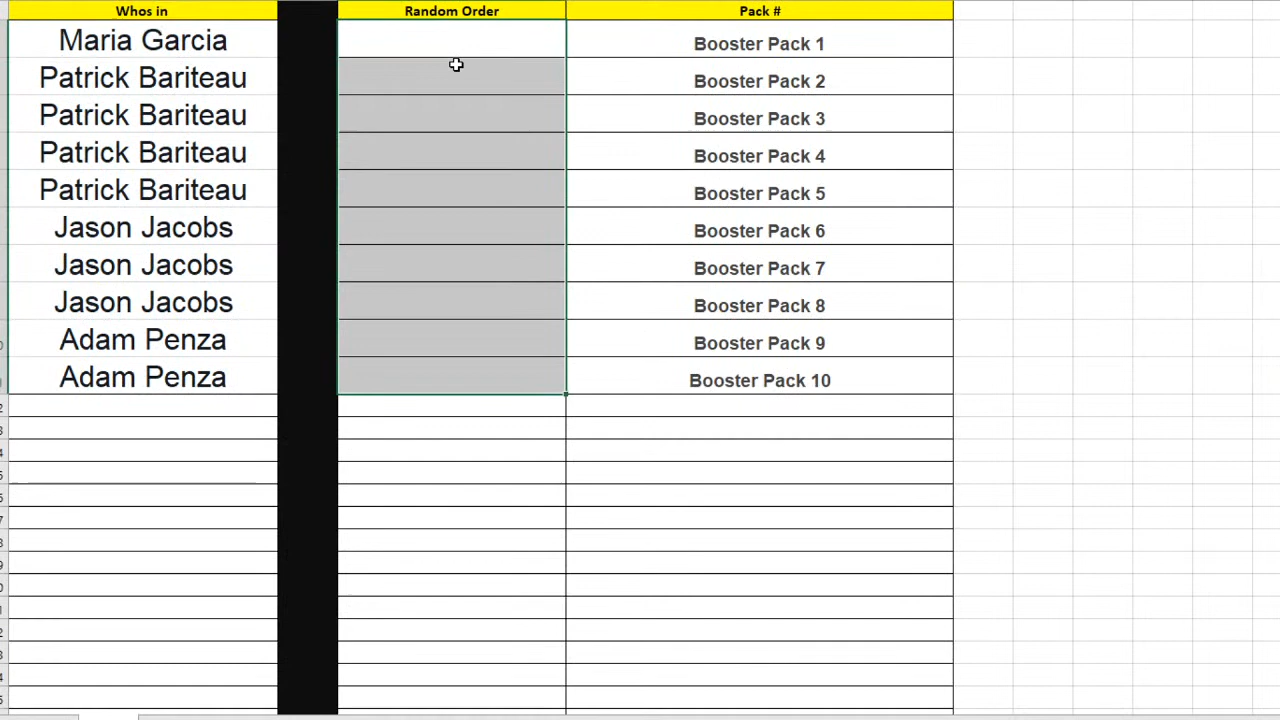 Whos in Random Order Pack #
Maria Garcia Booster Pack 1
Patrick Bariteau Booster Pack 2
Patrick Bariteau Booster Pack 3
Patrick Bariteau Booster Pack 4
Patrick Bariteau Booster Pack 5
Jason Jacobs Booster Pack 6
Jason Jacobs Booster Pack 7
Jason Jacobs Booster Pack 8
Adam Penza Booster Pack 9
Adam Penza Booster Pack 10